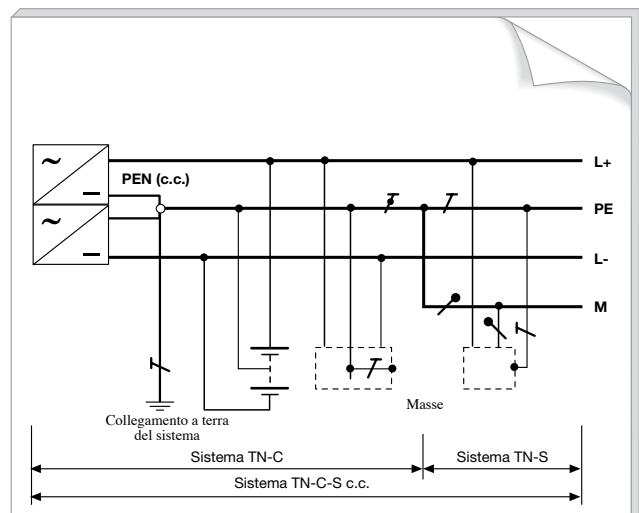 L+
PEN (c.c.)
PE
L-
M
Masse
Collegamento a terra
del sistema
Sistema TN-C
Sistema TN-S
Sistema TN-C-S c.c.